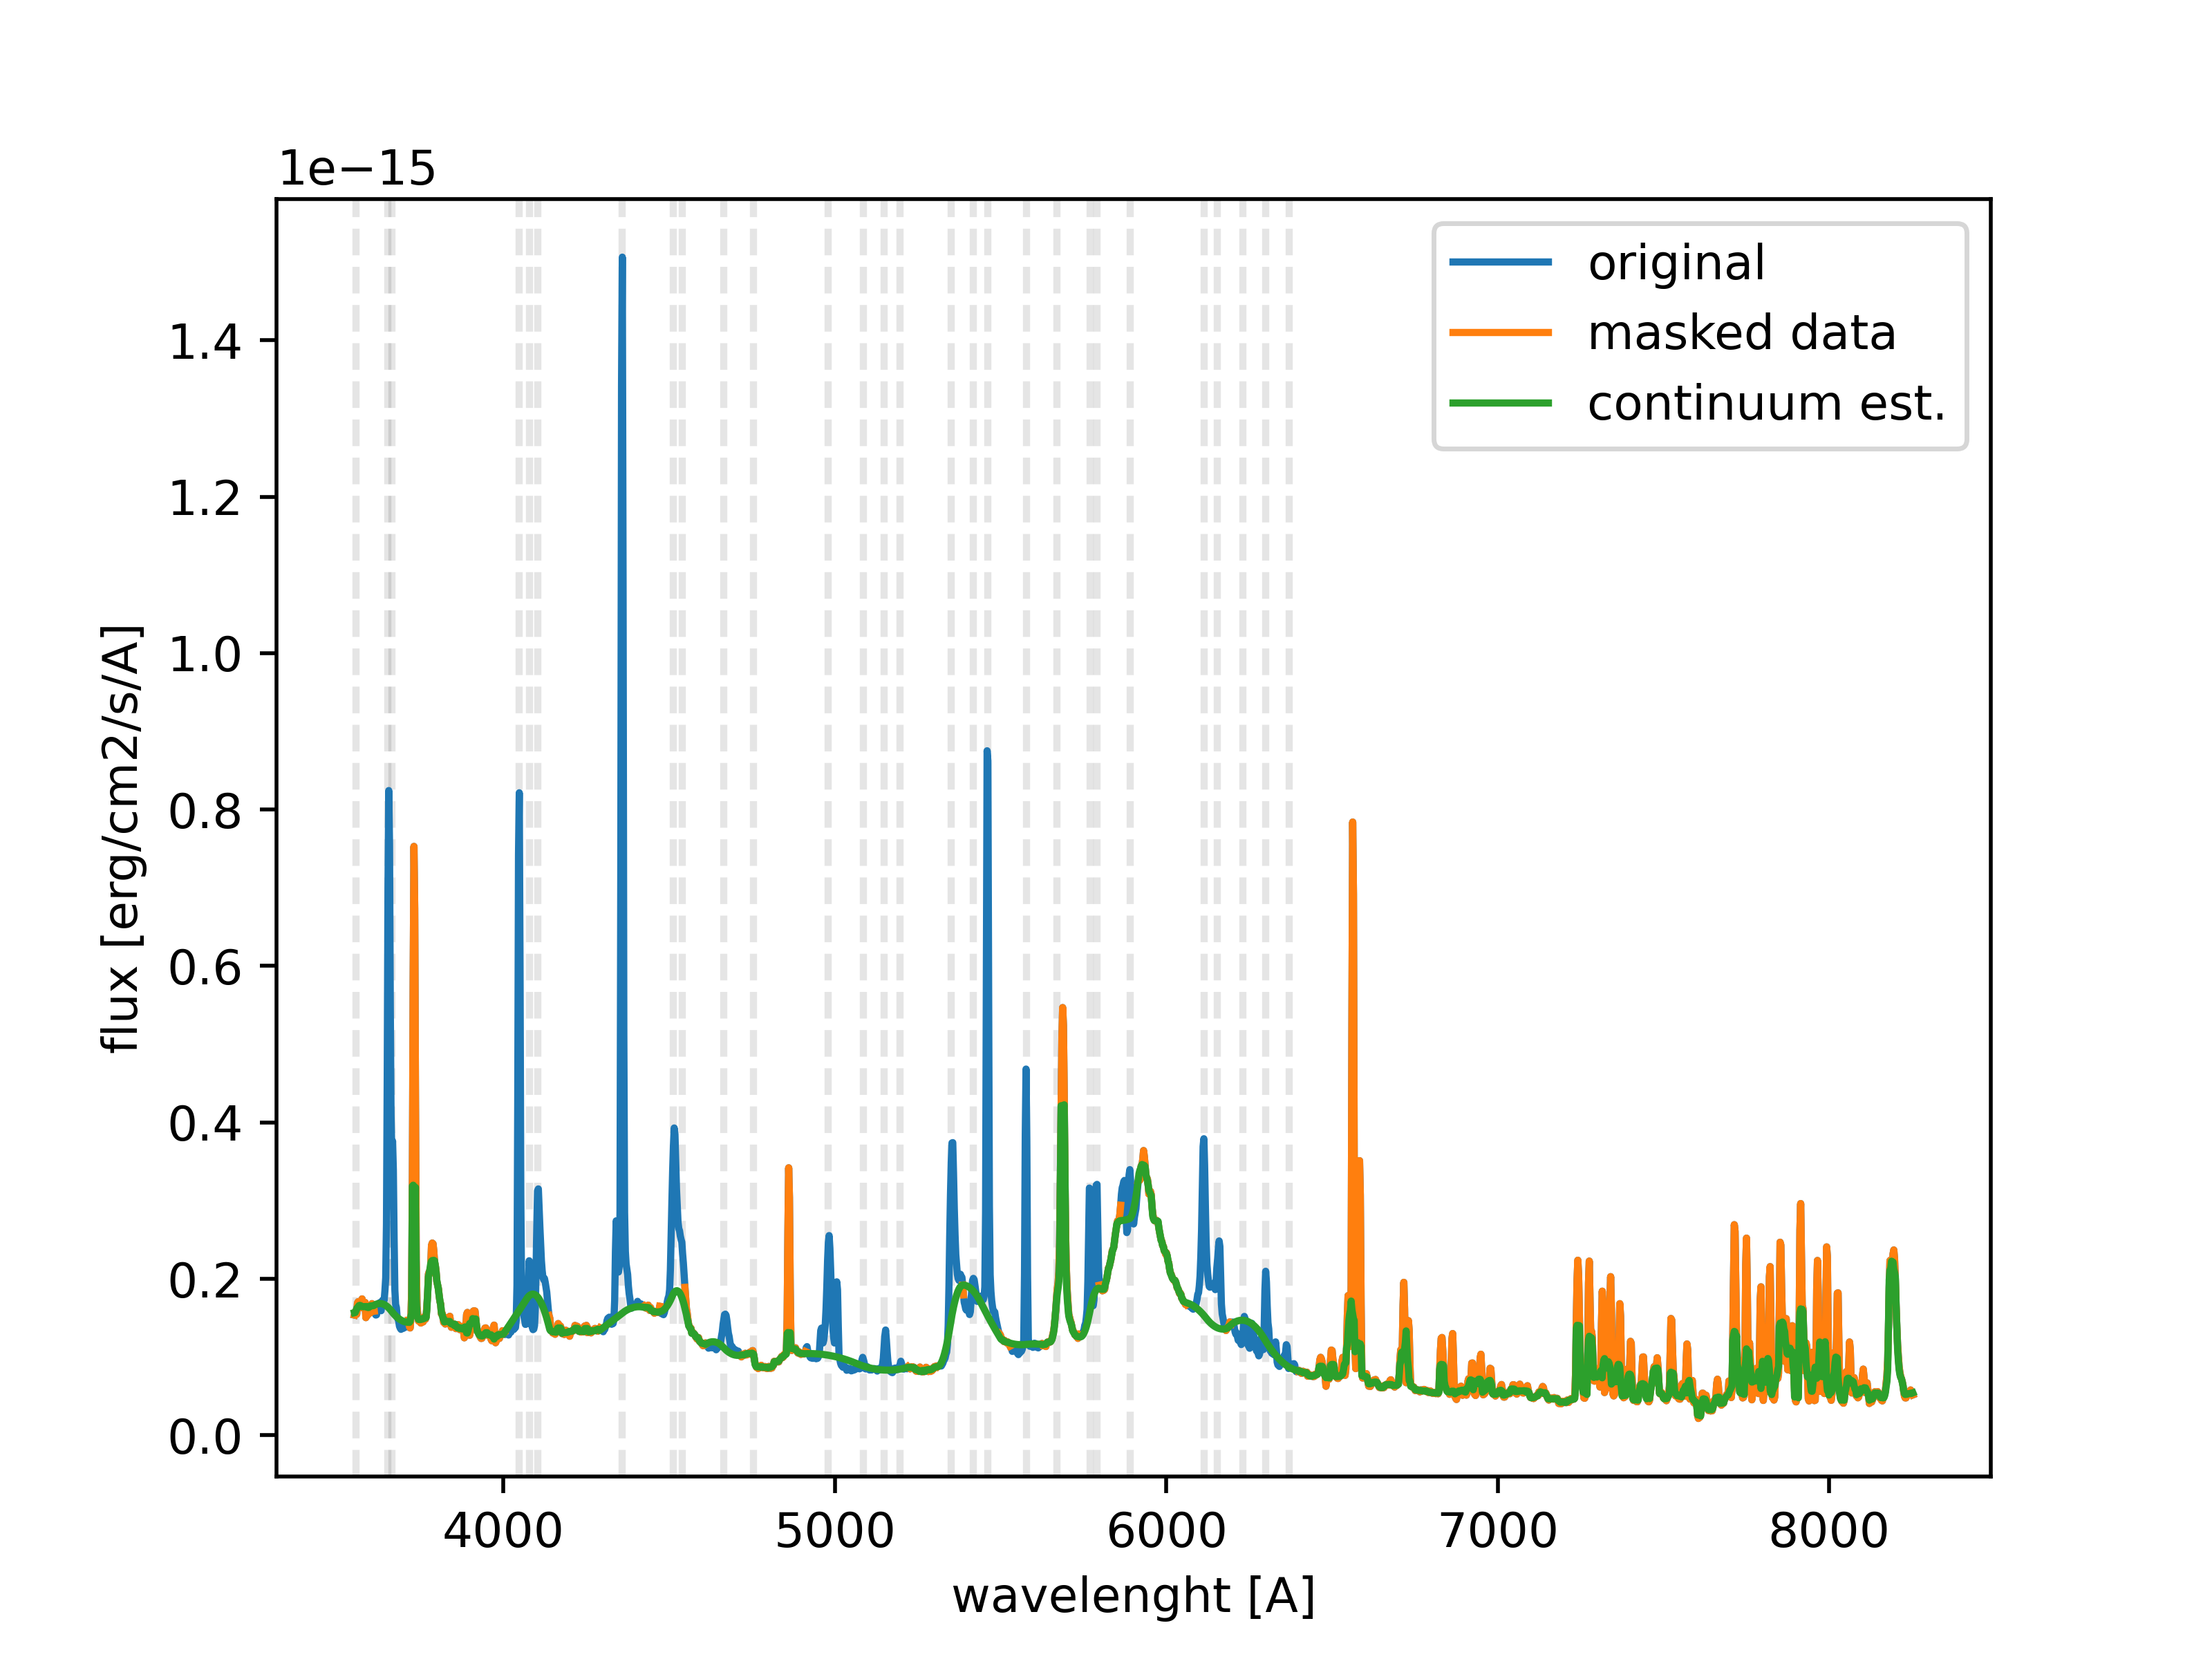 1e−15
original
masked data
continuum est.
1.4
1.2
1.0
0.8
0.6
0.4
0.2
0.0
flux [erg/cm2/s/A]
4000 5000 6000 7000 8000
wavelenght [A]